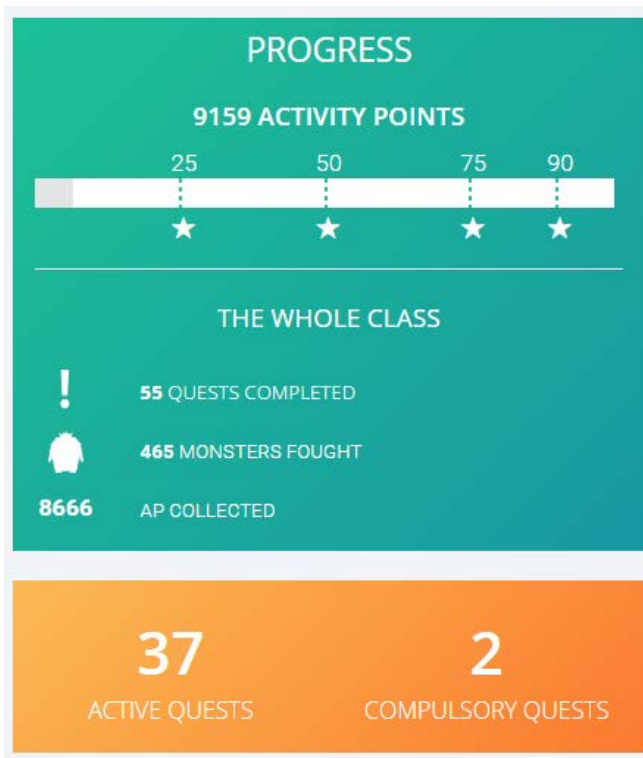 PROGRESS
9159 ACTIVITY POINTS
25 50 75 90
THE WHOLE CLASS
55 QUESTS COMPLETED
465 MONSTERS FOUGHT
8666 AP COLLECTED
37 2
ACTIVE QUESTS COMPULSORY QUESTS